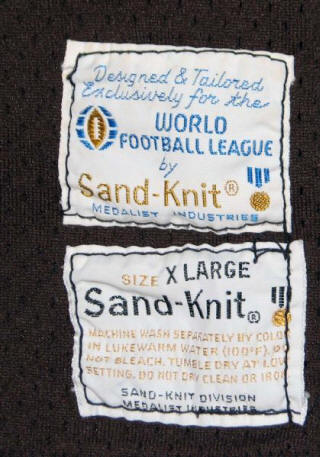 Designed & Tailored
Exclusively for the
WORLD
FOOTBALL LEAGUE
by
Sand-Knit®
MEDALIST INDUSTRIES
SIZE X LARGE
Sand-Knit®
MACHINE WASH SEPARATELY BY COLO
IN LUKEWARM WATER (100°F). DO
NOT BLEACH. TUMBLE DRY AT LOW
SETTING. DO NOT DRY CLEAN OR IRON
SAND-KNIT DIVISION
MEDALIST INDUSTRIES